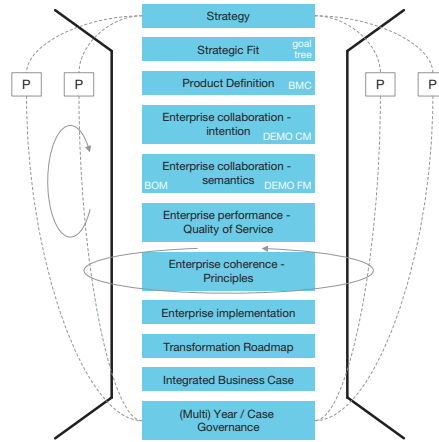 Strategy
Strategic Fit
goal
tree
P
P
P
P
Product Definition
BMC
Enterprise collaboration -
intention
DEMO CM
Enterprise collaboration -
semantics
BOM
DEMO FM
Enterprise performance -
Quality of Service
Enterprise coherence -
Principles
Enterprise implementation
Transformation Roadmap
Integrated Business Case
(Multi) Year / Case
Governance